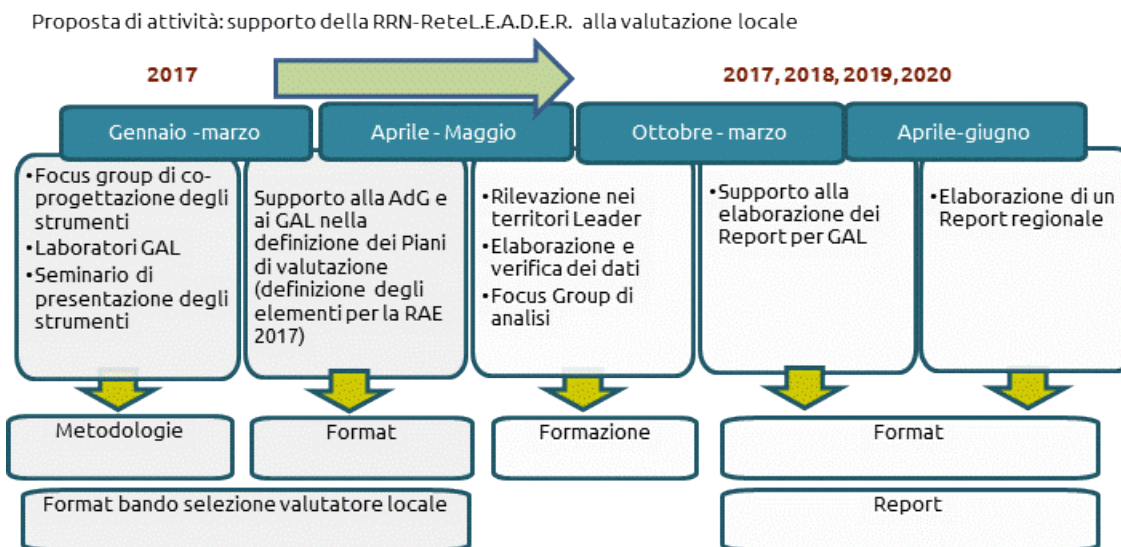 Proposta di attività: supporto della RRN-ReteL.E.A.D.E.R. alla valutazione locale
2017
2017, 2018, 2019, 2020
Gennaio -marzo
Aprile - Maggio
Ottobre - marzo
Aprile-giugno
•Focus group di co-
progettazione degli
strumenti
•Laboratori GAL
•Seminario di
presentazione degli
strumenti
Supporto alla AdG e
ai GAL nella
definizione dei Piani
di valutazione
(definizione degli
elementi per la RAE
2017)
•Rilevazione nei
territori Leader
•Elaborazione e
verifica dei dati
•Focus Group di
analisi
•Supporto alla
elaborazione dei
Report per GAL
•Elaborazione di un
Report regionale
Metodologie
Format
Formazione
Format
Format bando selezione valutatore locale
Report